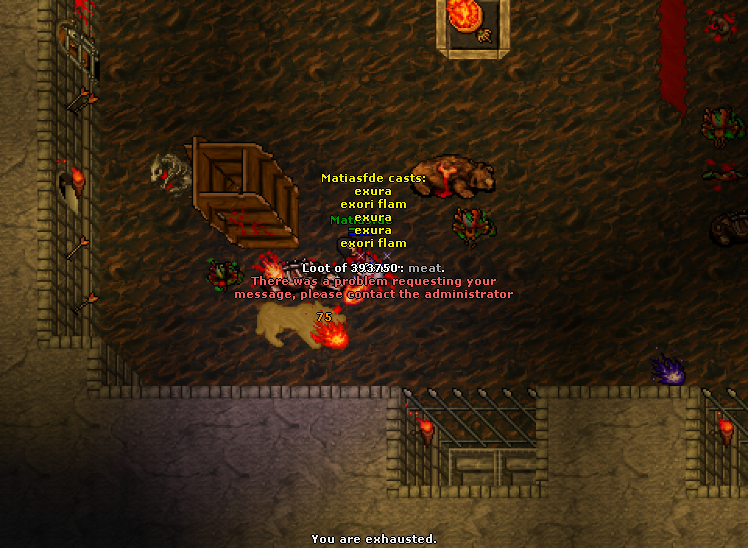 Matiasfde casts:
exura
exori flam
exura
exura
exori flam
Loot of 393750: meat.
There was a problem requesting your
message, please contact the administrator
75
You are exhausted.